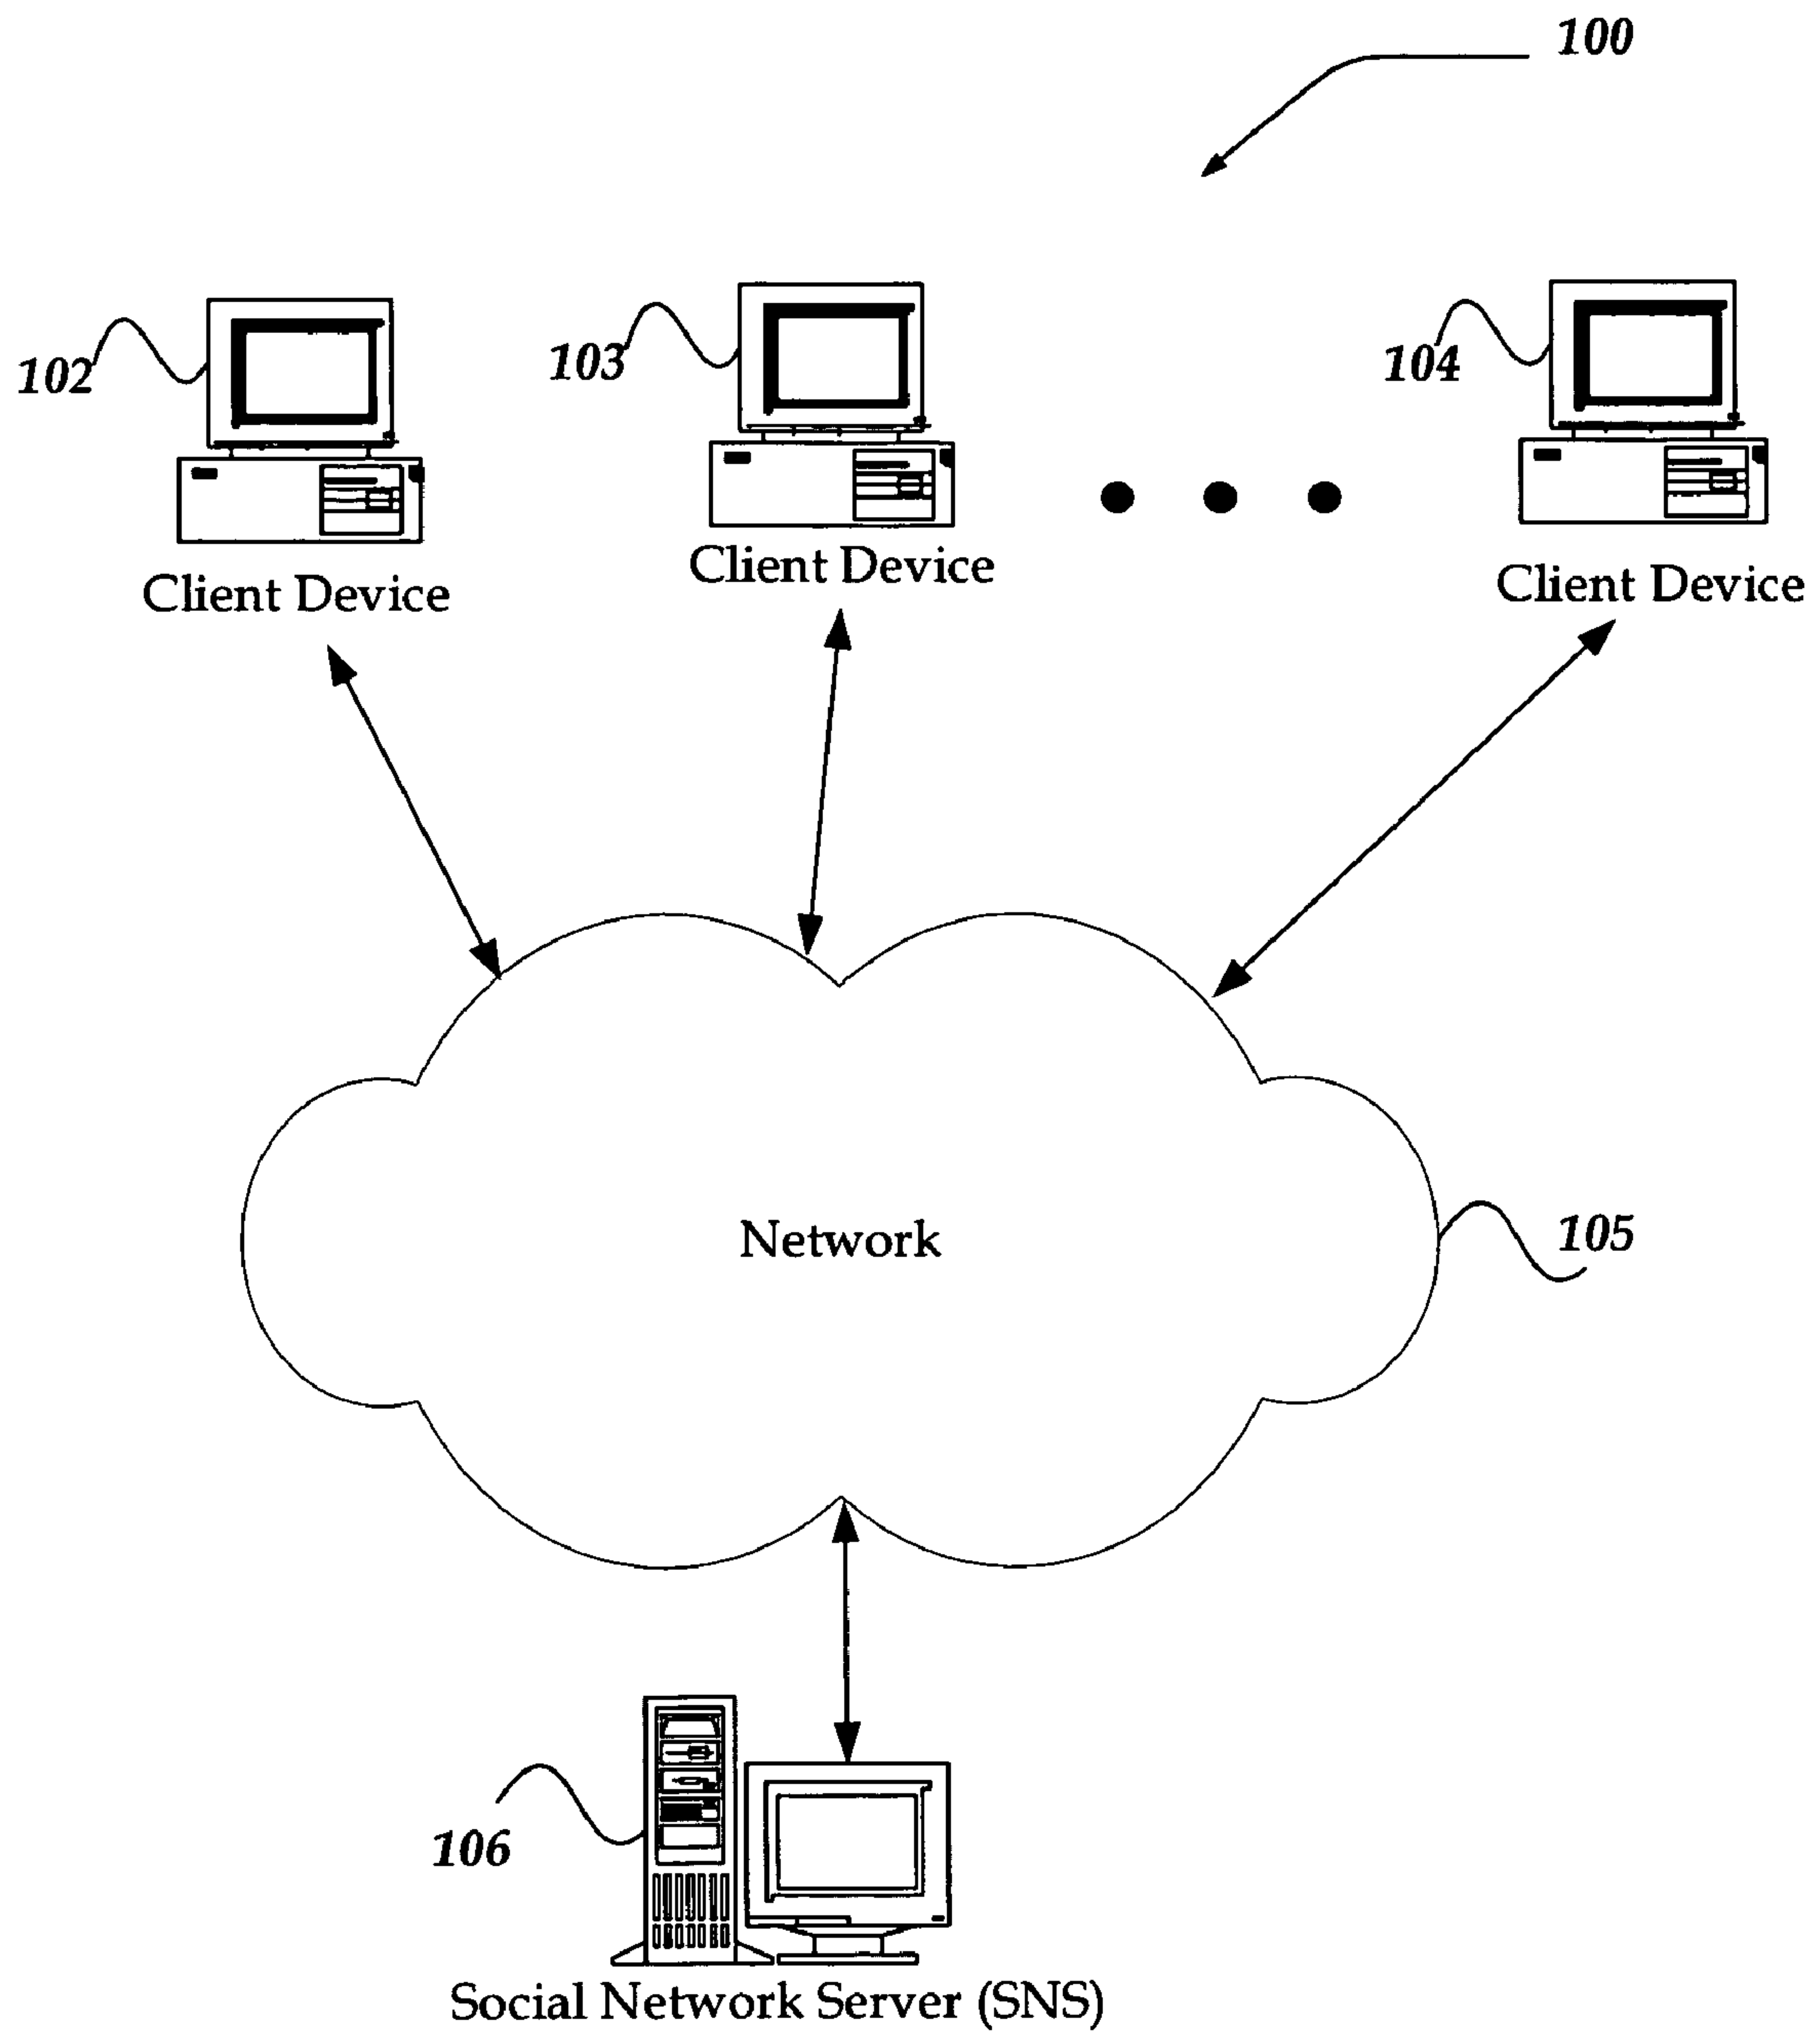 100
102
103
104
Client Device
Client Device
Client Device
Network
105
106
Social Network Server (SNS)